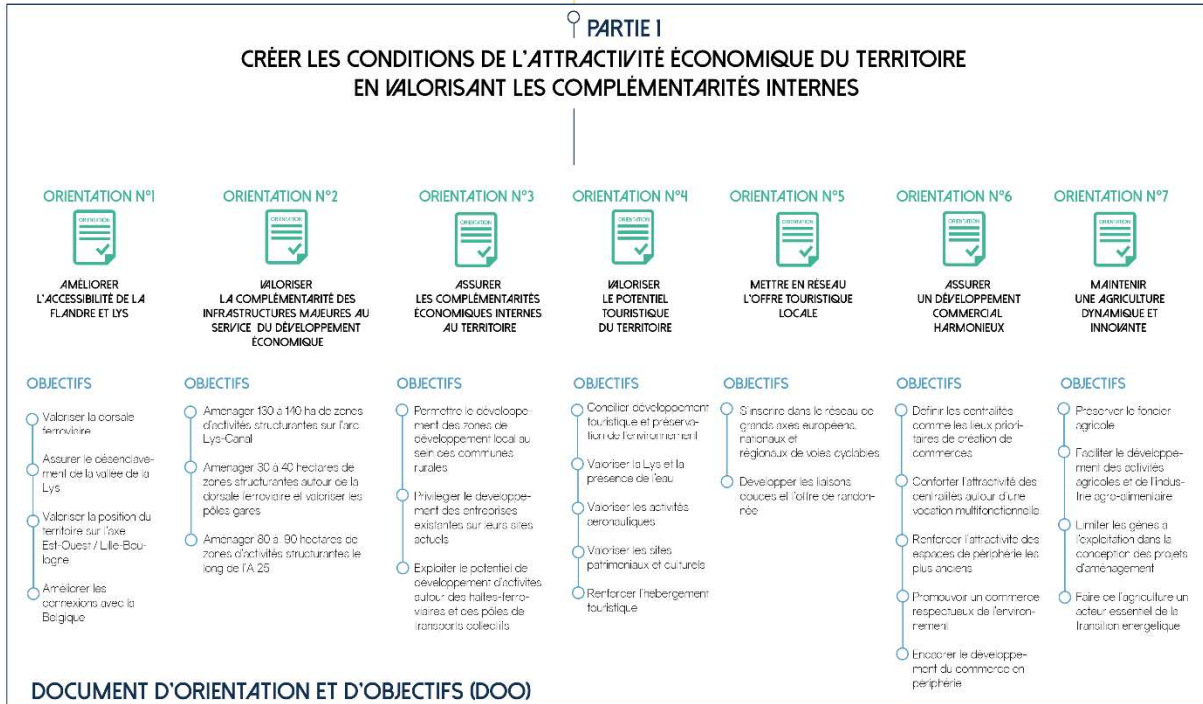 PARTIE 1
CRÉER LES CONDITIONS DE L'ATTRACTIVITÉ ÉCONOMIQUE DU TERRITOIRE
EN VALORISANT LES COMPLÉMENTARITÉS INTERNES
ORIENTATION N°1
ORIENTATION
AMÉLIORER
L'ACCESSIBILITÉ DE LA
FLANDRE ET LYS
OBJECTIFS
Valoriser la dorsale
ferroviaire
Assurer le désenclave-
ment de la vallée de la
Lys
Valoriser la position du
territoire sur l'axe
Est-Ouest / Lille-Bou-
logne
Améliorer les
connexions avec la
Belgique
ORIENTATION N°2
ORIENTATION
VALORISER
LA COMPLÉMENTARITÉ DES
INFRASTRUCTURES MAJEURES AU
SERVICE DU DÉVELOPPEMENT
ÉCONOMIQUE
OBJECTIFS
Aménager 130 à 140 ha de zones
d'activités structurantes sur l'arc
Lys-Canal
Aménager 30 à 40 hectares de
zones structurantes autour de la
dorsale ferroviaire et valoriser les
pôles gares
Aménager 80 à 90 hectares de
zones d'activités structurantes le
long de l'A 25
ORIENTATION N°3
ORIENTATION
ASSURER
LES COMPLÉMENTARITÉS
ÉCONOMIQUES INTERNES
AU TERRITOIRE
OBJECTIFS
Permettre le développe-
ment des zones de
développement local au
sein des communes
rurales
Privilégier le développe-
ment des entreprises
existantes sur leurs sites
actuels
Exploiter le potentiel de
développement d'activités
autour des haltes-ferro-
viaires et des pôles de
transports collectifs
ORIENTATION N°4
ORIENTATION
VALORISER
LE POTENTIEL
TOURISTIQUE
DU TERRITOIRE
OBJECTIFS
Concilier développement
touristique et préserva-
tion de l'environnement
Valoriser la Lys et la
présence de l'eau
Valoriser les activités
aéronautiques
Valoriser les sites
patrimoniaux et culturels
Renforcer l'hébergement
touristique
ORIENTATION N°5
ORIENTATION
METTRE EN RÉSEAU
L'OFFRE TOURISTIQUE
LOCALE
OBJECTIFS
S'inscrire dans le réseau de
grands axes européens,
nationaux et
régionaux de voies cyclables
Développer les liaisons
douces et l'offre de randon-
née
ORIENTATION N°6
ORIENTATION
ASSURER
UN DÉVELOPPEMENT
COMMERCIAL
HARMONIEUX
OBJECTIFS
Définir les centralités
comme les lieux priori-
taires de création de
commerces
Conforter l'attractivité des
centralités autour d'une
vocation multifonctionnelle
Renforcer l'attractivité des
espaces de périphérie les
plus anciens
Promouvoir un commerce
respectueux de l'environ-
nement
Encadrer le développe-
ment du commerce en
périphérie
ORIENTATION N°7
ORIENTATION
MAINTENIR
UNE AGRICULTURE
DYNAMIQUE ET
INNOVANTE
OBJECTIFS
Préserver le foncier
agricole
Faciliter le développe-
ment des activités
agricoles et de l'indus-
trie agro-alimentaire
Limiter les gênes à
l'exploitation dans la
conception des projets
d'aménagement
Faire de l'agriculture un
acteur essentiel de la
transition énergétique
DOCUMENT D'ORIENTATION ET D'OBJECTIFS (DOO)